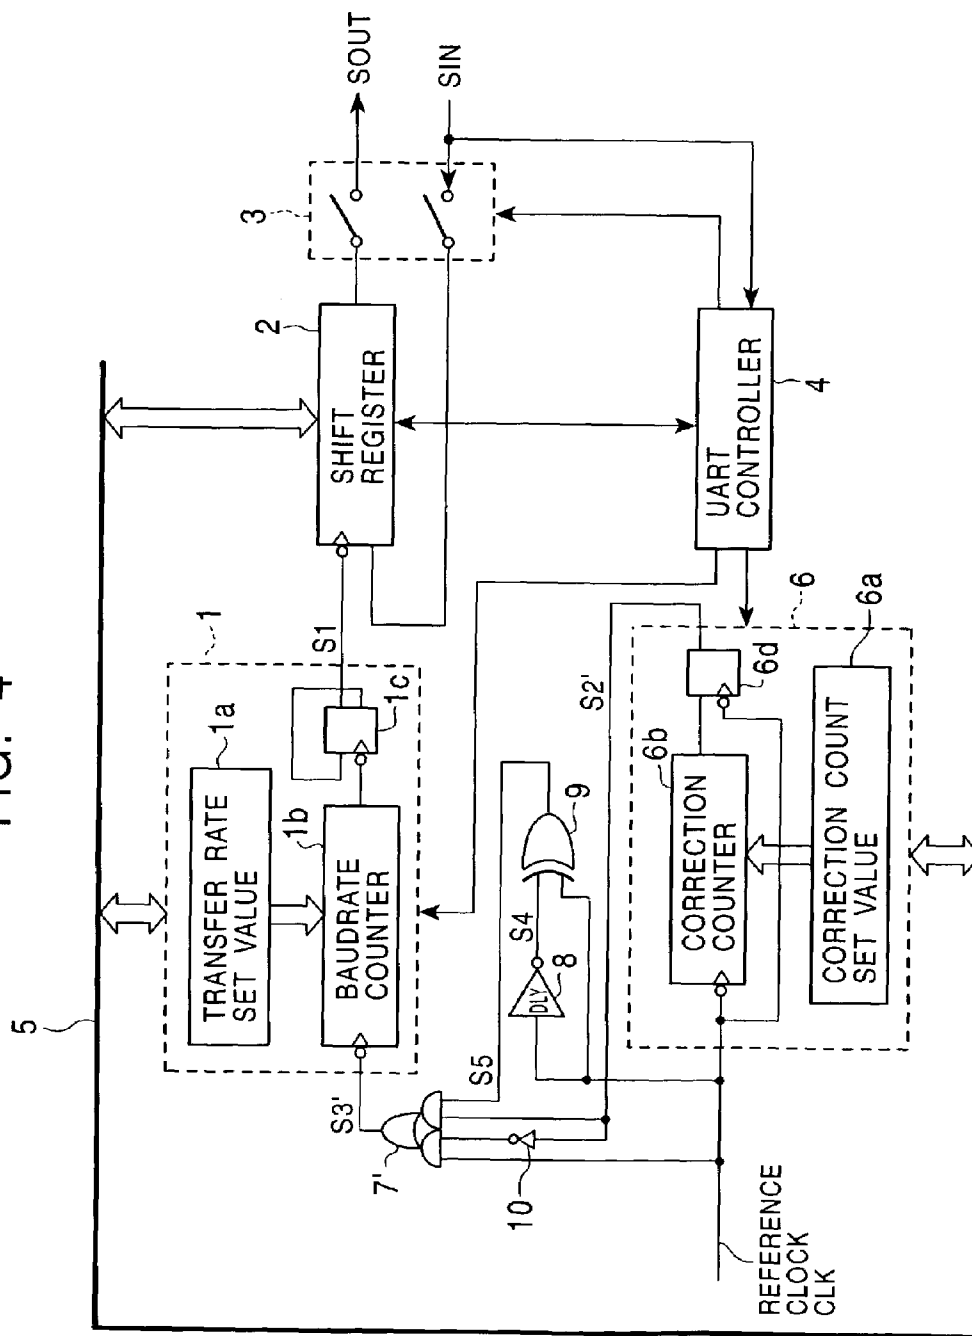 FIG. 4
5
1
1a
TRANSFER RATE
SET VALUE
1b
BAUDRATE
COUNTER
1c
S1
2
SHIFT
REGISTER
3
SOUT
SIN
S3'
7'
10
S5
S4
DLY
8
9
S2'
4
UART
CONTROLLER
6
6a
6b
6d
CORRECTION
COUNTER
CORRECTION COUNT
SET VALUE
REFERENCE
CLOCK
CLK